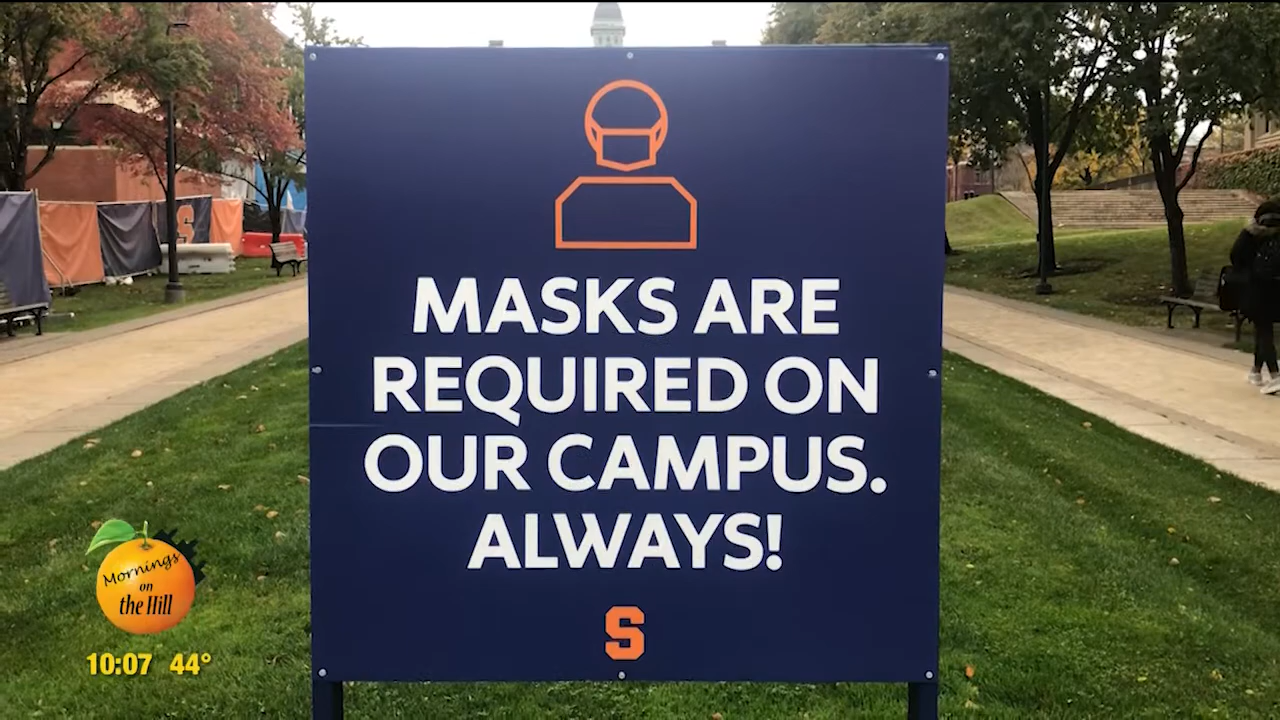 MASKS ARE
REQUIRED ON
OUR CAMPUS.
ALWAYS!
S
S
Mornings
on
the Hill
10:07 44°